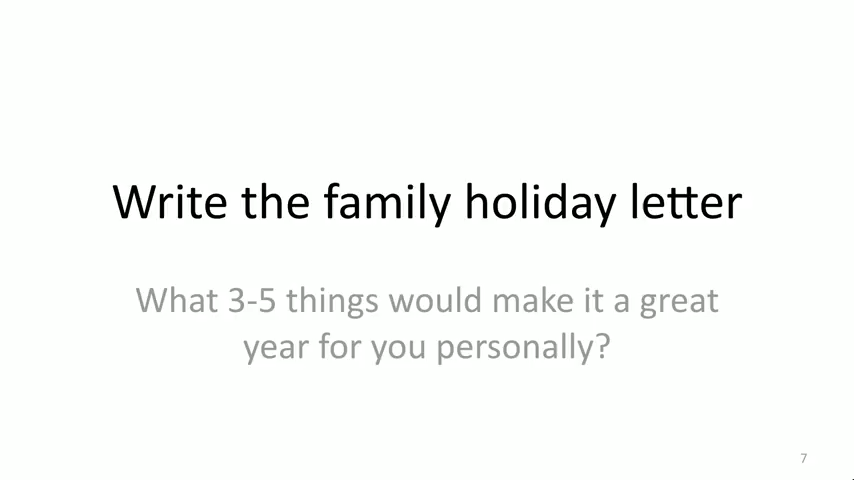 Write the family holiday letter
What 3-5 things would make it a great
year for you personally?
7